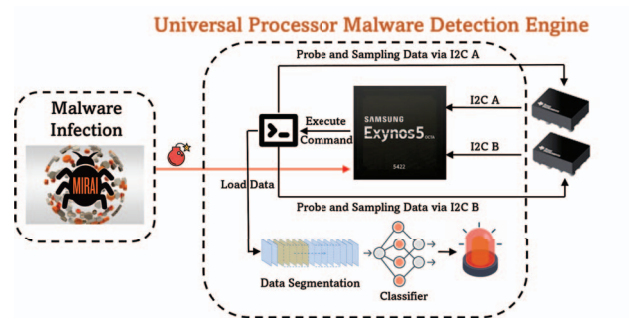 Universal Processor Malware Detection Engine
Probe and Sampling Data via I2C A
Malware
Infection
MIRAI
Execute
Command
SAMSUNG
Exynos5
5422
I2C A
I2C B
Load Data
Probe and Sampling Data via I2C B
Data Segmentation
Classifier